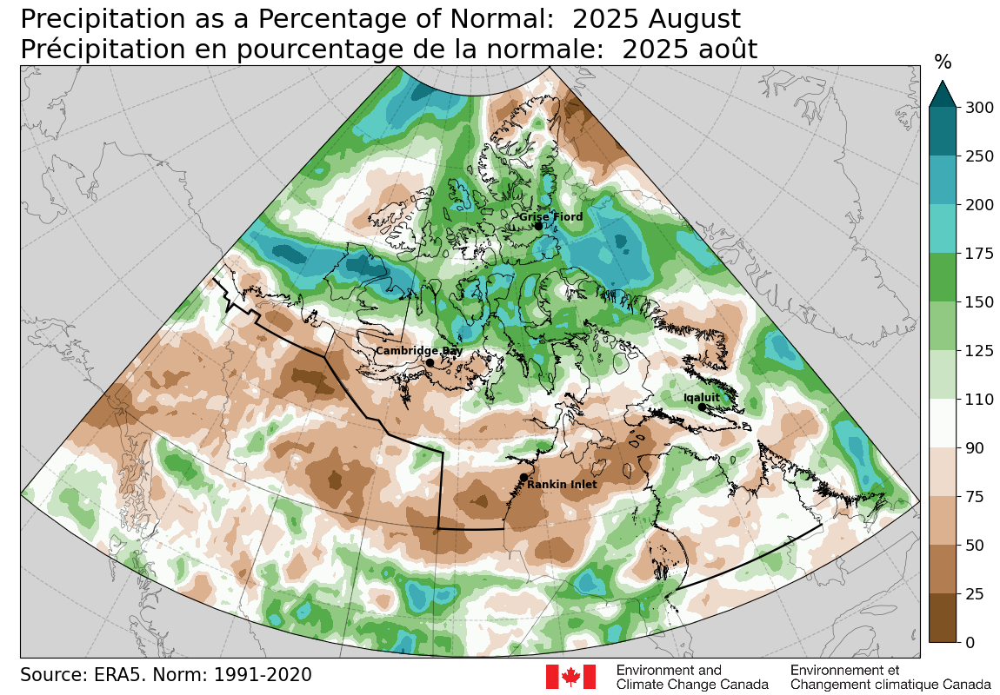 Precipitation as a Percentage of Normal:  2025 August
Précipitation en pourcentage de la normale:  2025 août
%
300
250
200
175
150
125
110
90
75
50
25
0
Grise Fiord
Cambridge Bay
Iqaluit
Rankin Inlet
Source: ERA5. Norm: 1991-2020
Environment and
Climate Change Canada
Environnement et
Changement climatique Canada